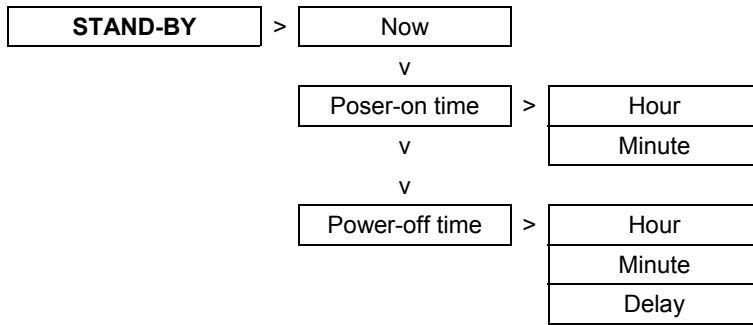 STAND-BY > Now
v
Poser-on time > Hour
v Minute
v
Power-off time > Hour
Minute
Delay